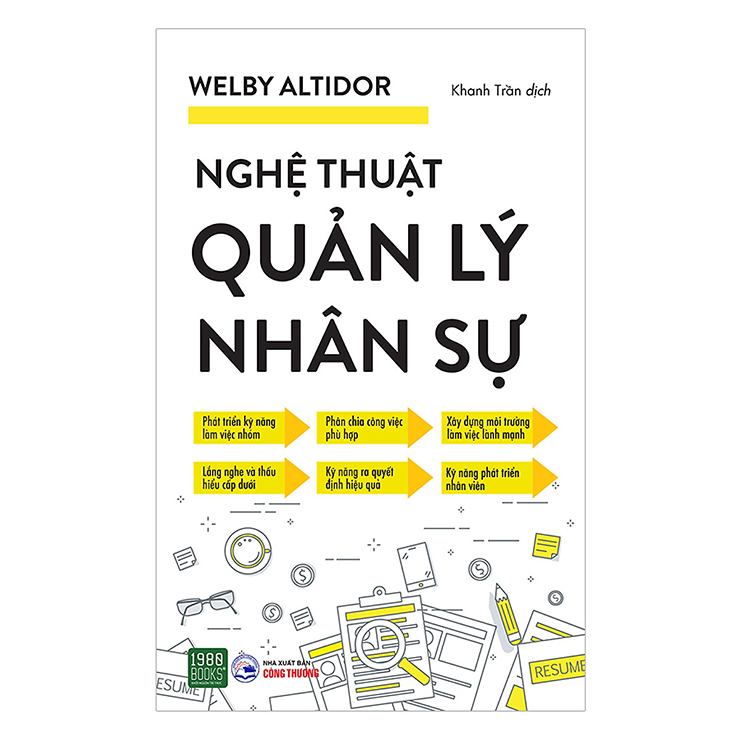 WELBY ALTIDOR
Khanh Trần dịch
NGHỆ THUẬT
QUẢN LÝ
NHÂN SỰ
Phát triển kỹ năng
làm việc nhóm
Phân chia công việc
phù hợp
Xây dựng môi trường
làm việc lành mạnh
Lắng nghe và thấu
hiểu cấp dưới
Kỹ năng ra quyết
định hiệu quả
Kỹ năng phát triển
nhân viên
RESUME
RESUME
1980
BOOKS
NHÀ XUẤT BẢN
CÔNG THƯƠNG